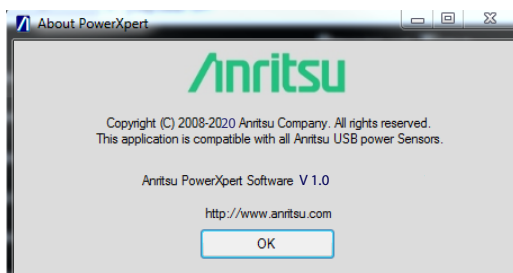 About PowerXpert
Anritsu
Copyright (C) 2008-2020 Anritsu Company. All rights reserved.
This application is compatible with all Anritsu USB power Sensors.
Anritsu PowerXpert Software V 1.0
http://www.anritsu.com
OK